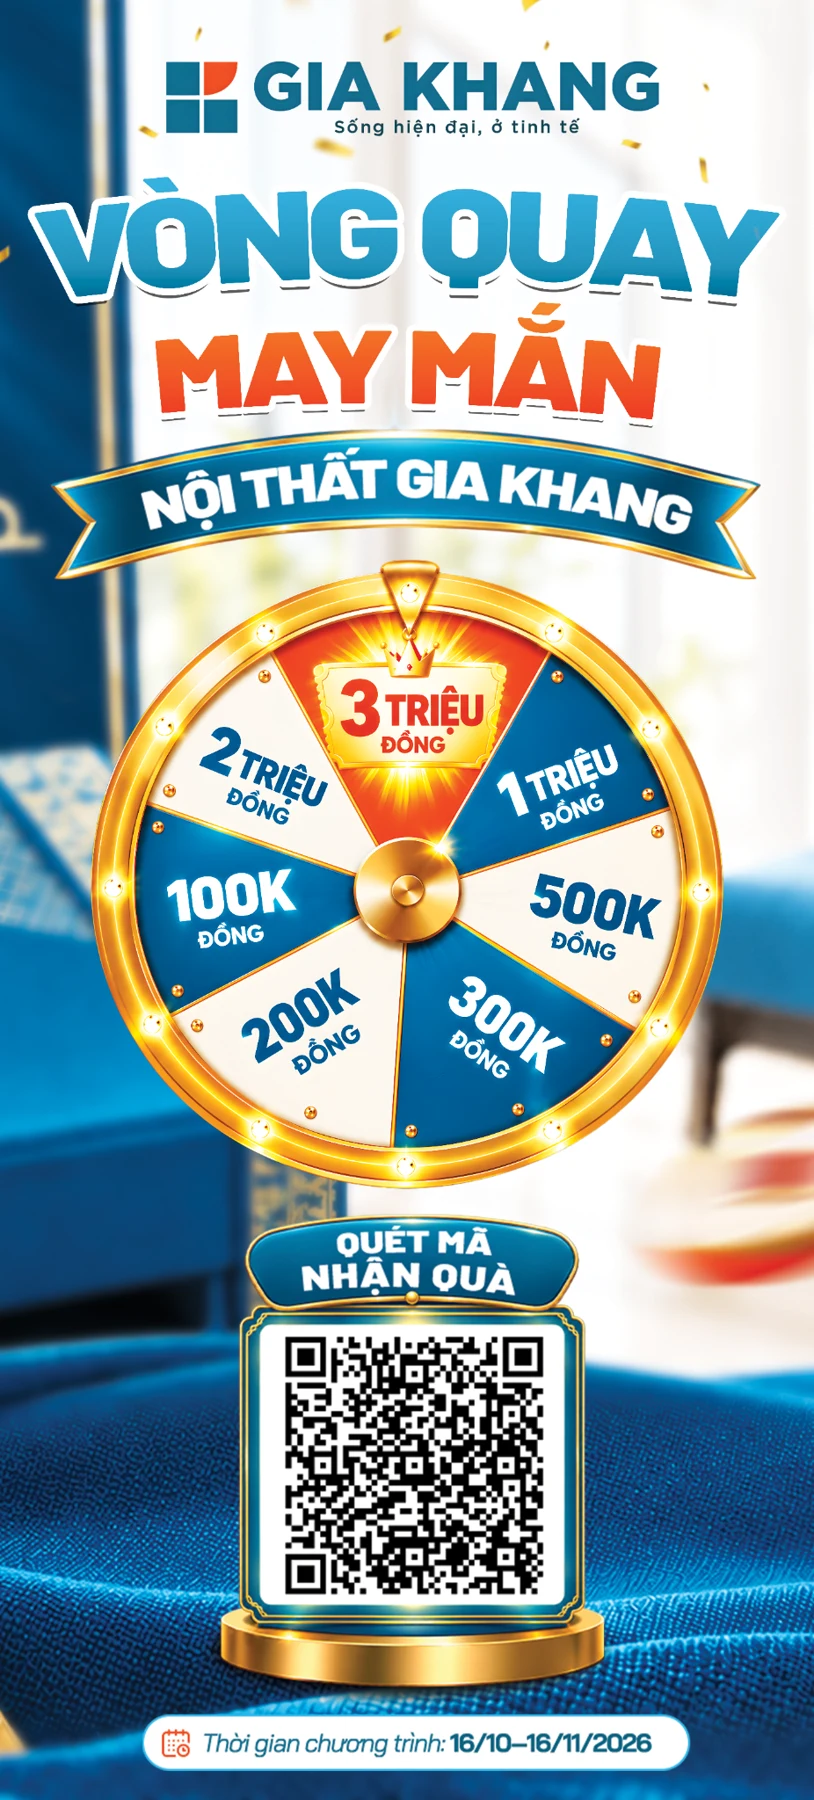 GIA KHANG
Sống hiện đại, ở tinh tế
VÒNG QUAY
MAY MẮN
NỘI THẤT GIA KHANG
3 TRIỆU
ĐỒNG
2 TRIỆU
ĐỒNG
1 TRIỆU
ĐỒNG
100K
ĐỒNG
500K
ĐỒNG
200K
ĐỒNG
300K
ĐỒNG
QUÉT MÃ
NHẬN QUÀ
Thời gian chương trình: 16/10–16/11/2026